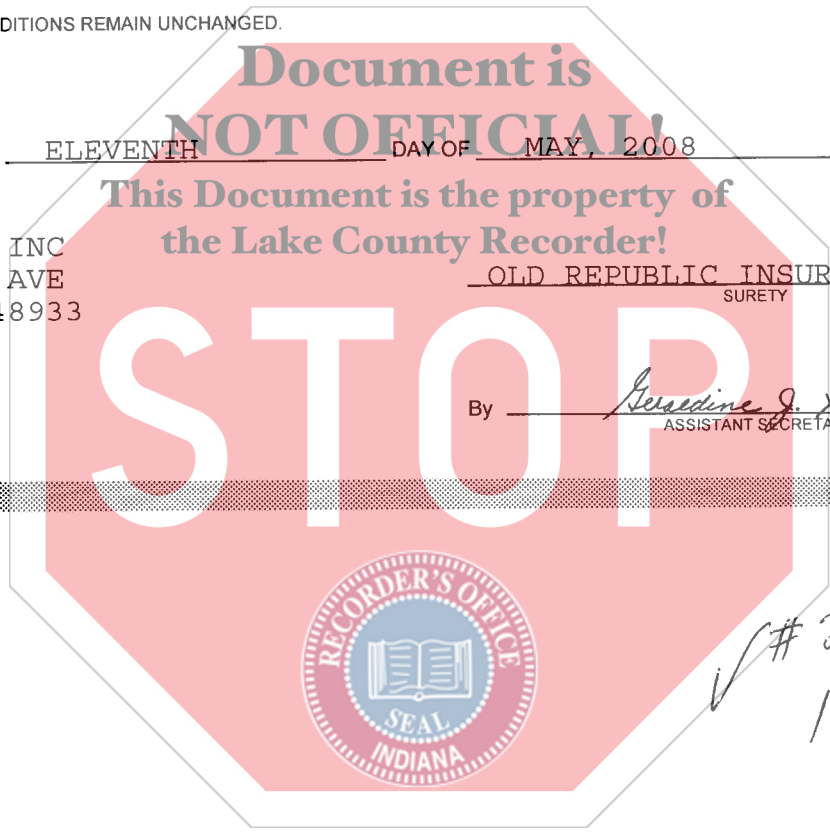 DITIONS REMAIN UNCHANGED.
Document is
NOT OFFICIAL!
ELEVENTH DAY OF MAY, 2008
This Document is the property of
the Lake County Recorder!
INC
AVE
OLD REPUBLIC INSUR
SURETY
8933
STOP
By Geraldine J.
ASSISTANT SECRETA
RECORDER'S OFFICE
SEAL
INDIANA
√ #